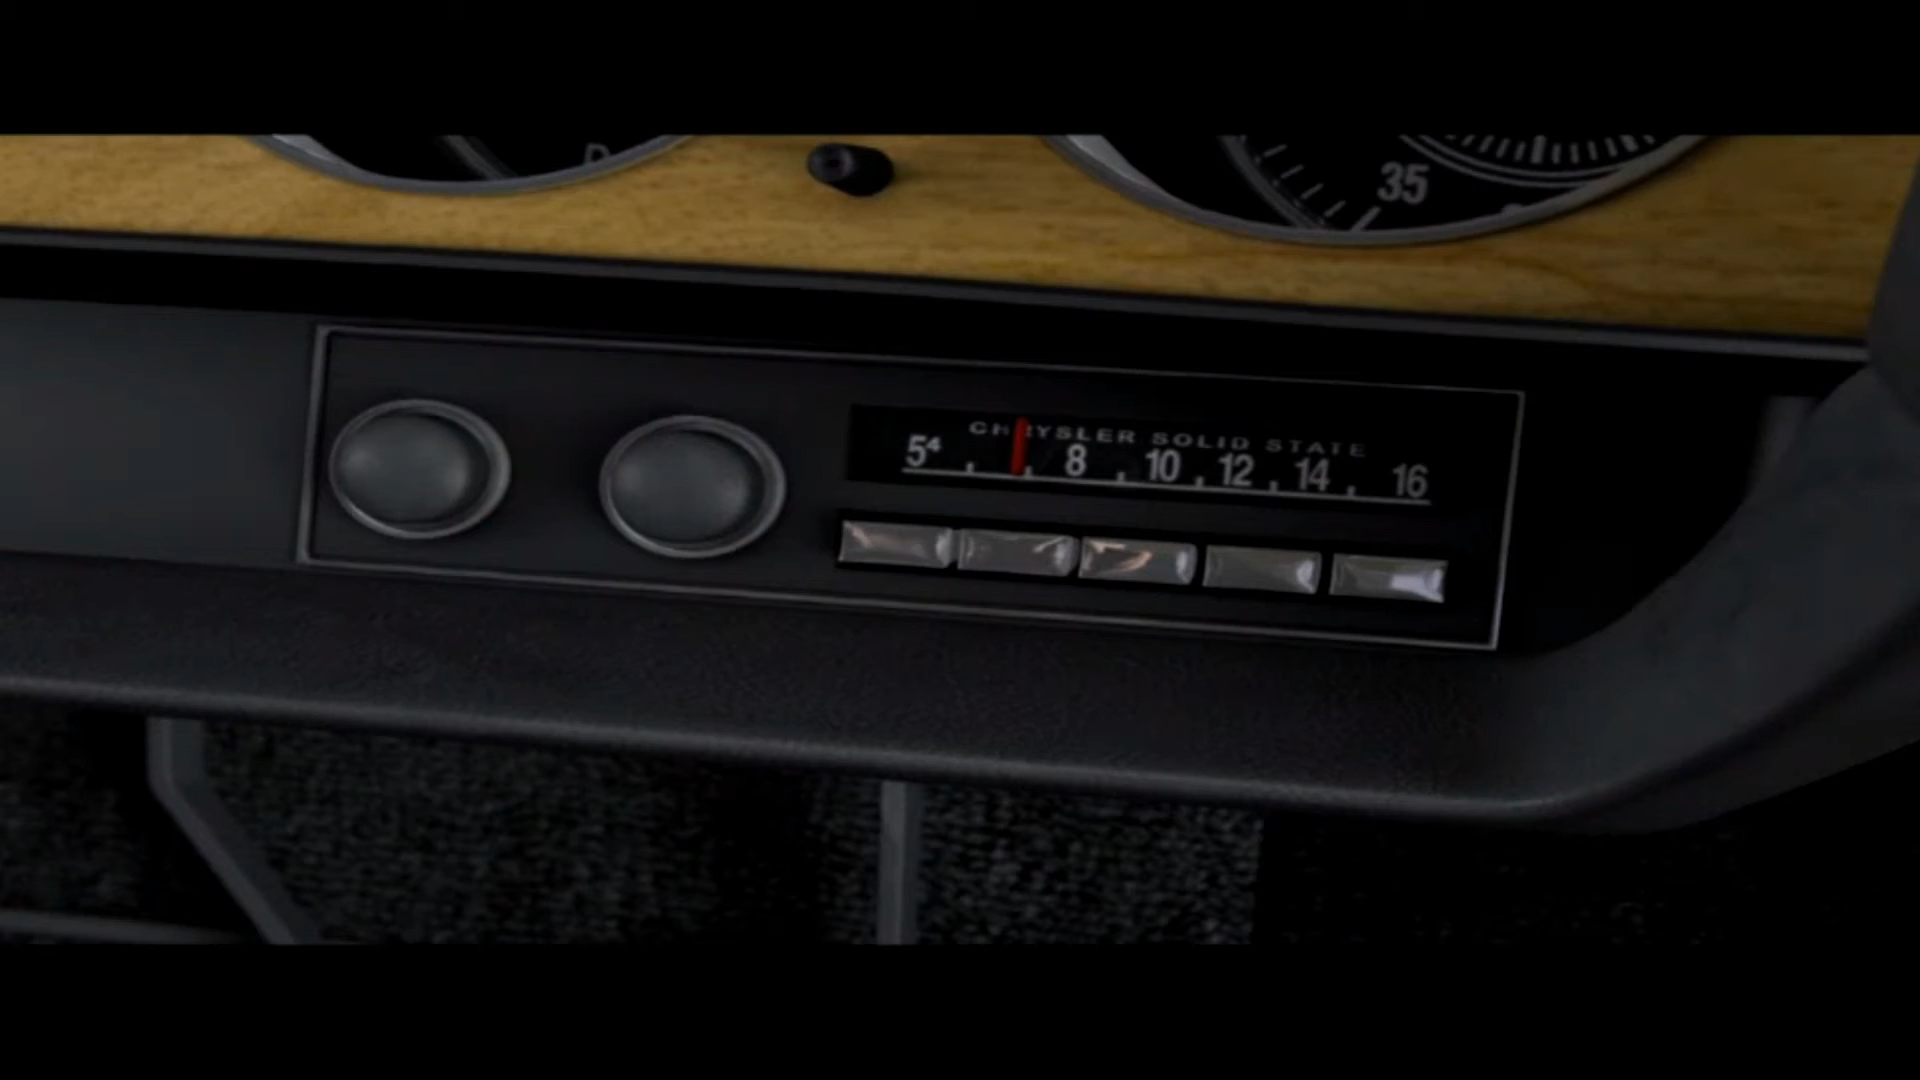 35
CHRYSLER SOLID STATE
5⁴ . . 8 . 10 . 12 . 14 . 16